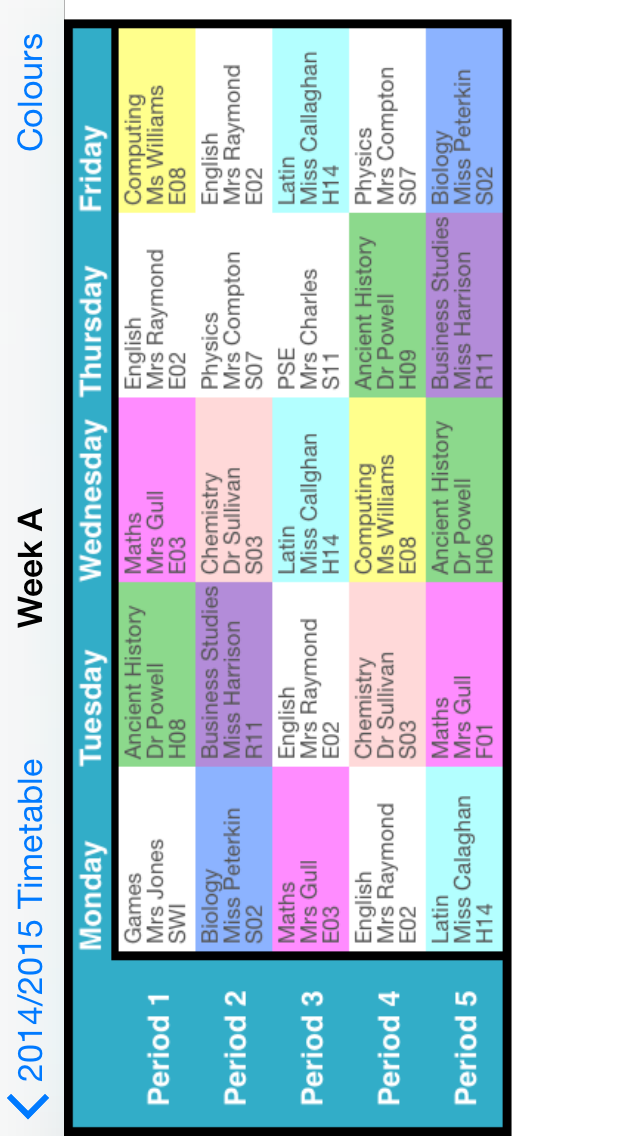 2014/2015 Timetable
Week A
Colours
Monday
Tuesday
Wednesday
Thursday
Friday
Period 1
Games
Mrs Jones
SWI
Ancient History
Dr Powell
H08
Maths
Mrs Gull
E03
English
Mrs Raymond
E02
Computing
Ms Williams
E08
Period 2
Biology
Miss Peterkin
S02
Business Studies
Miss Harrison
R11
Chemistry
Dr Sullivan
S03
Physics
Mrs Compton
S07
English
Mrs Raymond
E02
Period 3
Maths
Mrs Gull
E03
English
Mrs Raymond
E02
Latin
Miss Callghan
H14
PSE
Mrs Charles
S11
Latin
Miss Callaghan
H14
Period 4
English
Mrs Raymond
E02
Chemistry
Dr Sullivan
S03
Computing
Ms Williams
E08
Ancient History
Dr Powell
H09
Physics
Mrs Compton
S07
Period 5
Latin
Miss Calaghan
H14
Maths
Mrs Gull
F01
Ancient History
Dr Powell
H06
Business Studies
Miss Harrison
R11
Biology
Miss Peterkin
S02